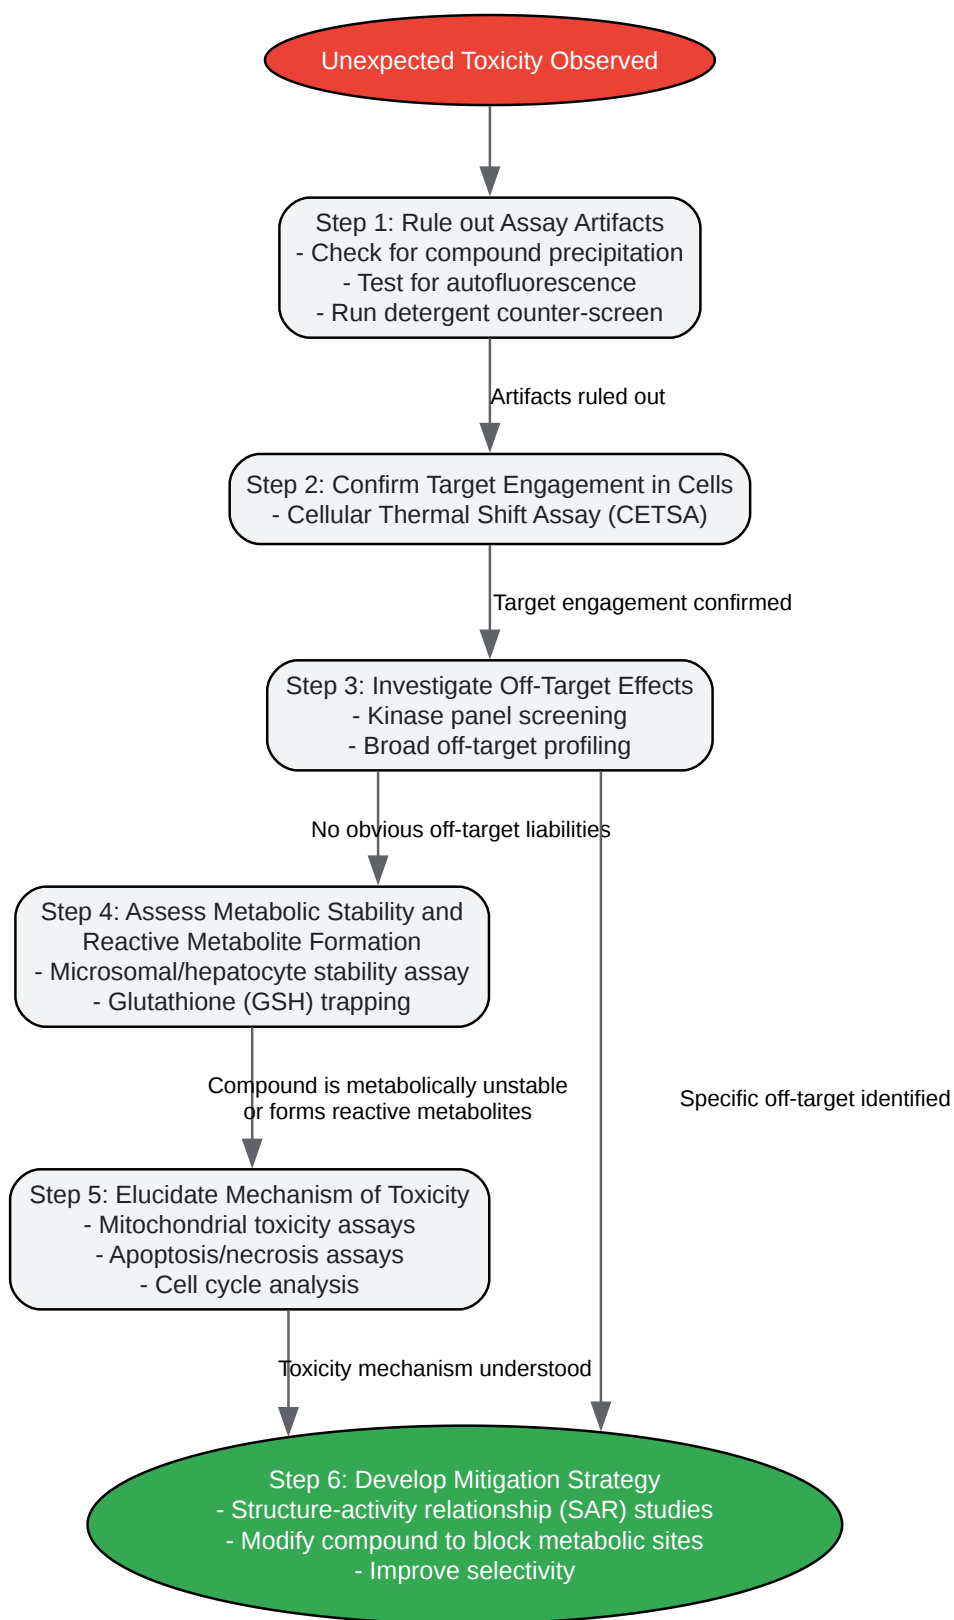 Unexpected Toxicity Observed
Step 1: Rule out Assay Artifacts
- Check for compound precipitation
- Test for autofluorescence
- Run detergent counter-screen
Artifacts ruled out
Step 2: Confirm Target Engagement in Cells
- Cellular Thermal Shift Assay (CETSA)
Target engagement confirmed
Step 3: Investigate Off-Target Effects
- Kinase panel screening
- Broad off-target profiling
No obvious off-target liabilities
Step 4: Assess Metabolic Stability and
Reactive Metabolite Formation
- Microsomal/hepatocyte stability assay
- Glutathione (GSH) trapping
Compound is metabolically unstable
or forms reactive metabolites
Specific off-target identified
Step 5: Elucidate Mechanism of Toxicity
- Mitochondrial toxicity assays
- Apoptosis/necrosis assays
- Cell cycle analysis
Toxicity mechanism understood
Step 6: Develop Mitigation Strategy
- Structure-activity relationship (SAR) studies
- Modify compound to block metabolic sites
- Improve selectivity